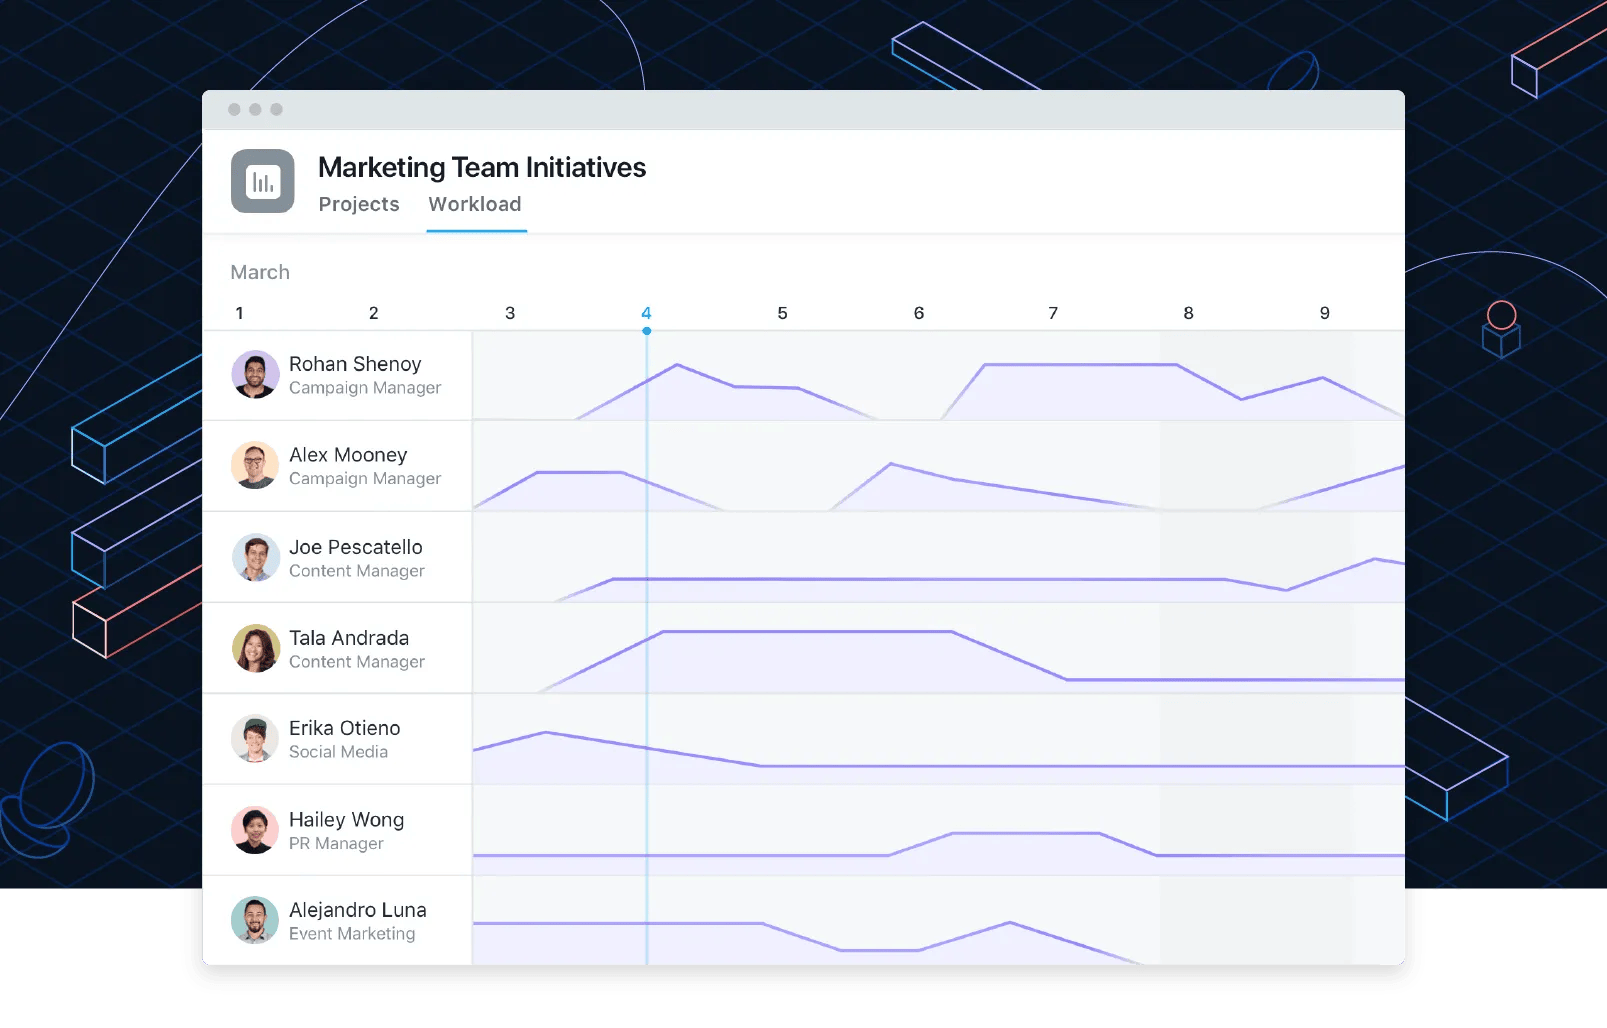 Marketing Team Initiatives
Projects Workload
March
1 2 3 4 5 6 7 8 9
Rohan Shenoy
Campaign Manager
Alex Mooney
Campaign Manager
Joe Pescatello
Content Manager
Tala Andrada
Content Manager
Erika Otieno
Social Media
Hailey Wong
PR Manager
Alejandro Luna
Event Marketing